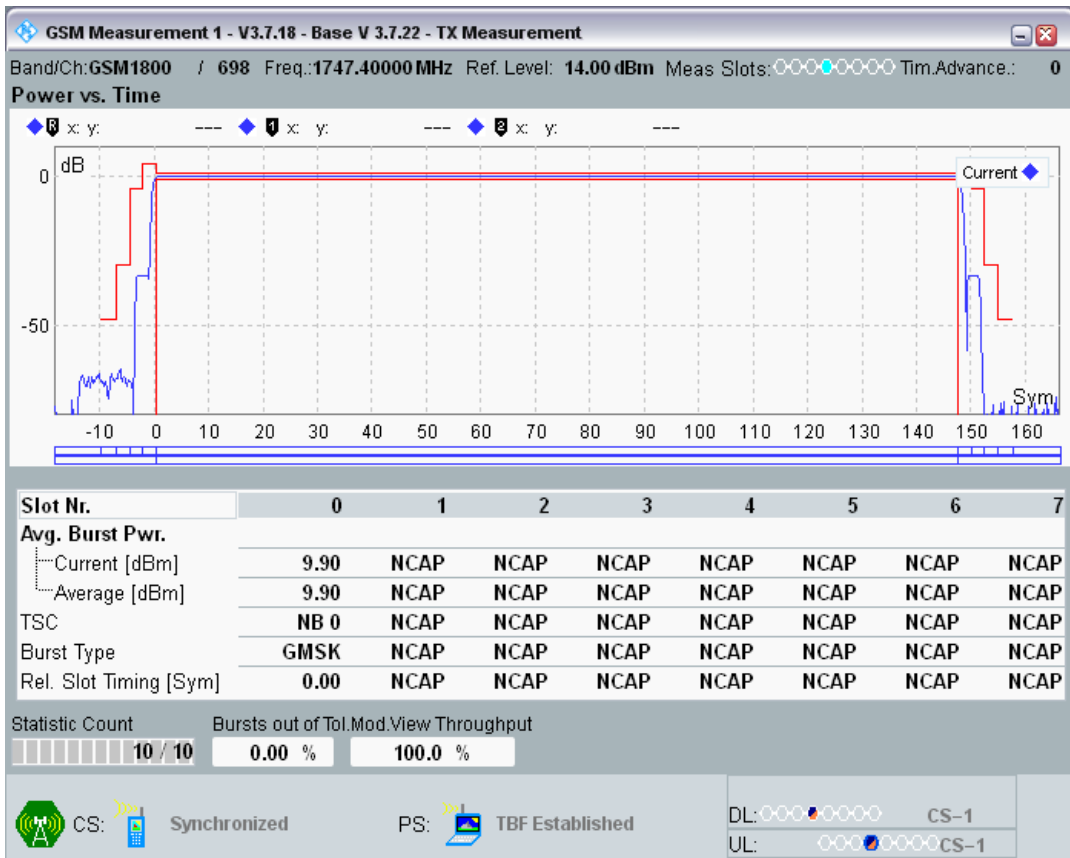 GSM Measurement 1 - V3.7.18 - Base V 3.7.22 - TX Measurement
Band/Ch:GSM1800 / 698 Freq.:1747.40000 MHz Ref. Level: 14.00 dBm Meas Slots: Tim.Advance.: 0
Power vs. Time
R x: y: --- 1 x: y: --- 2 x: y: ---
dB
Current
0
-50
Sym
-10 0 10 20 30 40 50 60 70 80 90 100 110 120 130 140 150 160
Slot Nr. 0 1 2 3 4 5 6 7
Avg. Burst Pwr.
Current [dBm] 9.90 NCAP NCAP NCAP NCAP NCAP NCAP NCAP
Average [dBm] 9.90 NCAP NCAP NCAP NCAP NCAP NCAP NCAP
TSC NB 0 NCAP NCAP NCAP NCAP NCAP NCAP NCAP
Burst Type GMSK NCAP NCAP NCAP NCAP NCAP NCAP NCAP
Rel. Slot Timing [Sym] 0.00 NCAP NCAP NCAP NCAP NCAP NCAP NCAP
Statistic Count Bursts out of Tol.Mod.View Throughput
10 / 10 0.00 % 100.0 %
CS: Synchronized PS: TBF Established
DL: CS-1
UL: CS-1